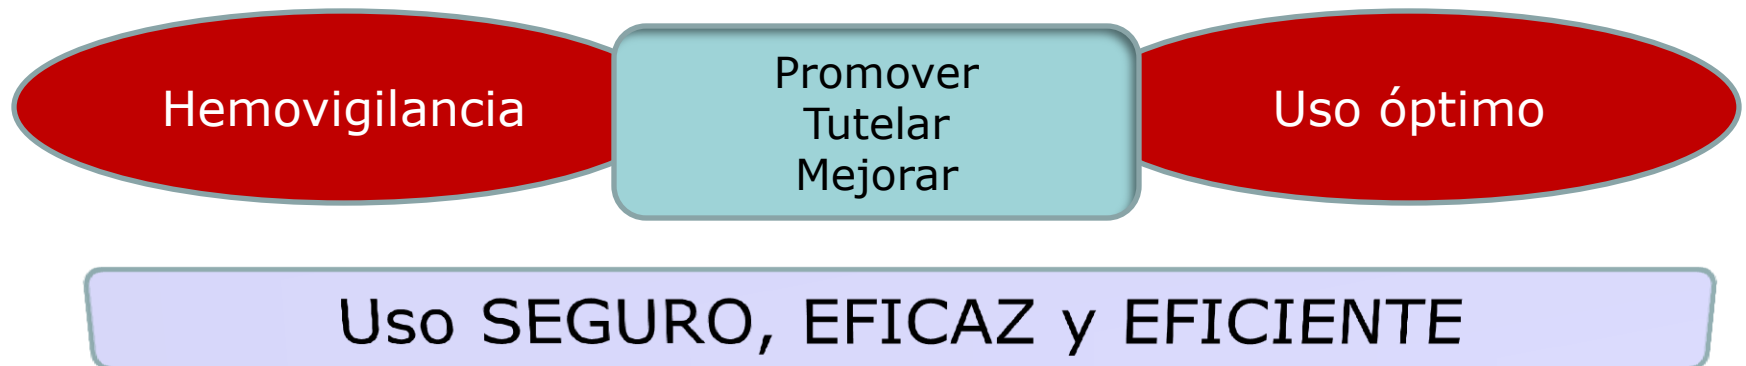 Hemovigilancia
Promover
Tutelar
Mejorar
Uso óptimo
Uso SEGURO, EFICAZ y EFICIENTE